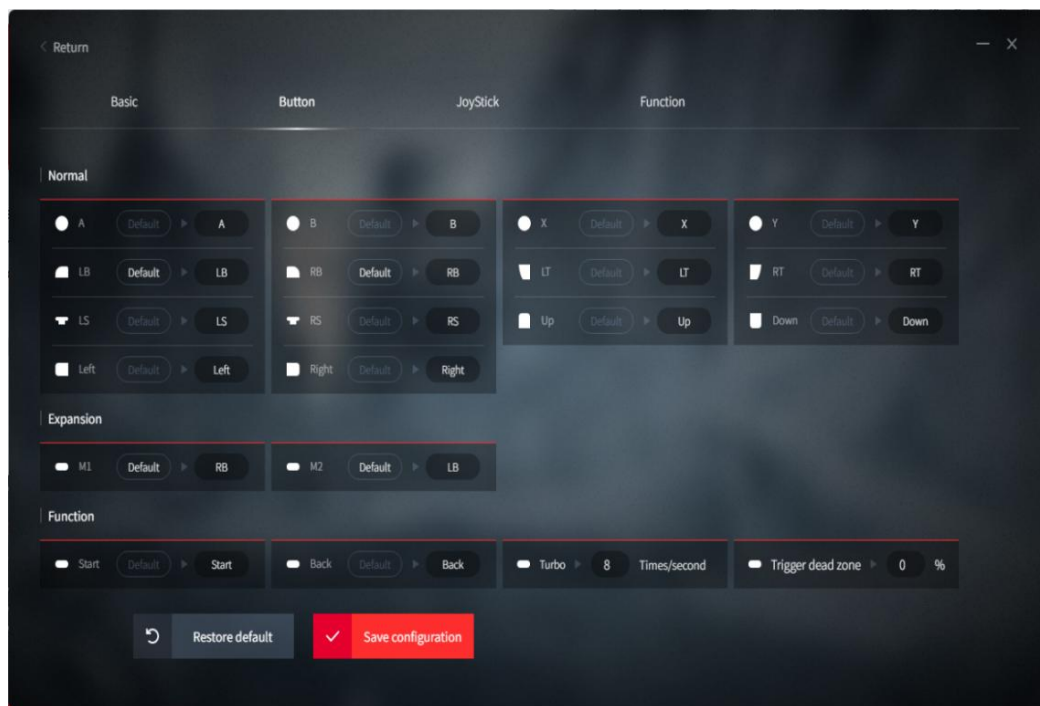 Return
Basic Button JoyStick Function
Normal
A Default A B Default B X Default X Y Default Y
LB Default LB RB Default RB LT Default LT RT Default RT
LS Default LS RS Default RS Up Default Up Down Default Down
Left Default Left Right Default Right
Expansion
M1 Default RB M2 Default LB
Function
Start Default Start Back Default Back Turbo 8 Times/second Trigger dead zone 0 %
Restore default Save configuration